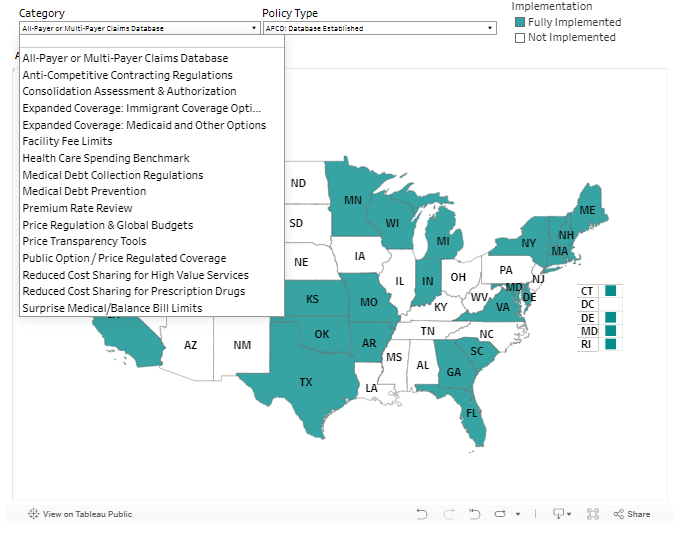 Category
Policy Type
Implementation
All-Payer or Multi-Payer Claims Database
APCD: Database Established
Fully Implemented
Not Implemented
All-Payer or Multi-Payer Claims Database
Anti-Competitive Contracting Regulations
Consolidation Assessment & Authorization
Expanded Coverage: Immigrant Coverage Opti...
Expanded Coverage: Medicaid and Other Options
Facility Fee Limits
Health Care Spending Benchmark
Medical Debt Collection Regulations
Medical Debt Prevention
Premium Rate Review
Price Regulation & Global Budgets
Price Transparency Tools
Public Option / Price Regulated Coverage
Reduced Cost Sharing for High Value Services
Reduced Cost Sharing for Prescription Drugs
Surprise Medical/Balance Bill Limits
ND
MN
SD
WI
MI
ME
NH
NY
MA
NE
IA
IL
IN
OH
PA
NJ
MD
DE
KS
MO
KY
WV
VA
AZ
NM
OK
AR
TN
NC
MS
AL
SC
GA
TX
LA
FL
CT
DC
DE
MD
RI
View on Tableau Public
Share